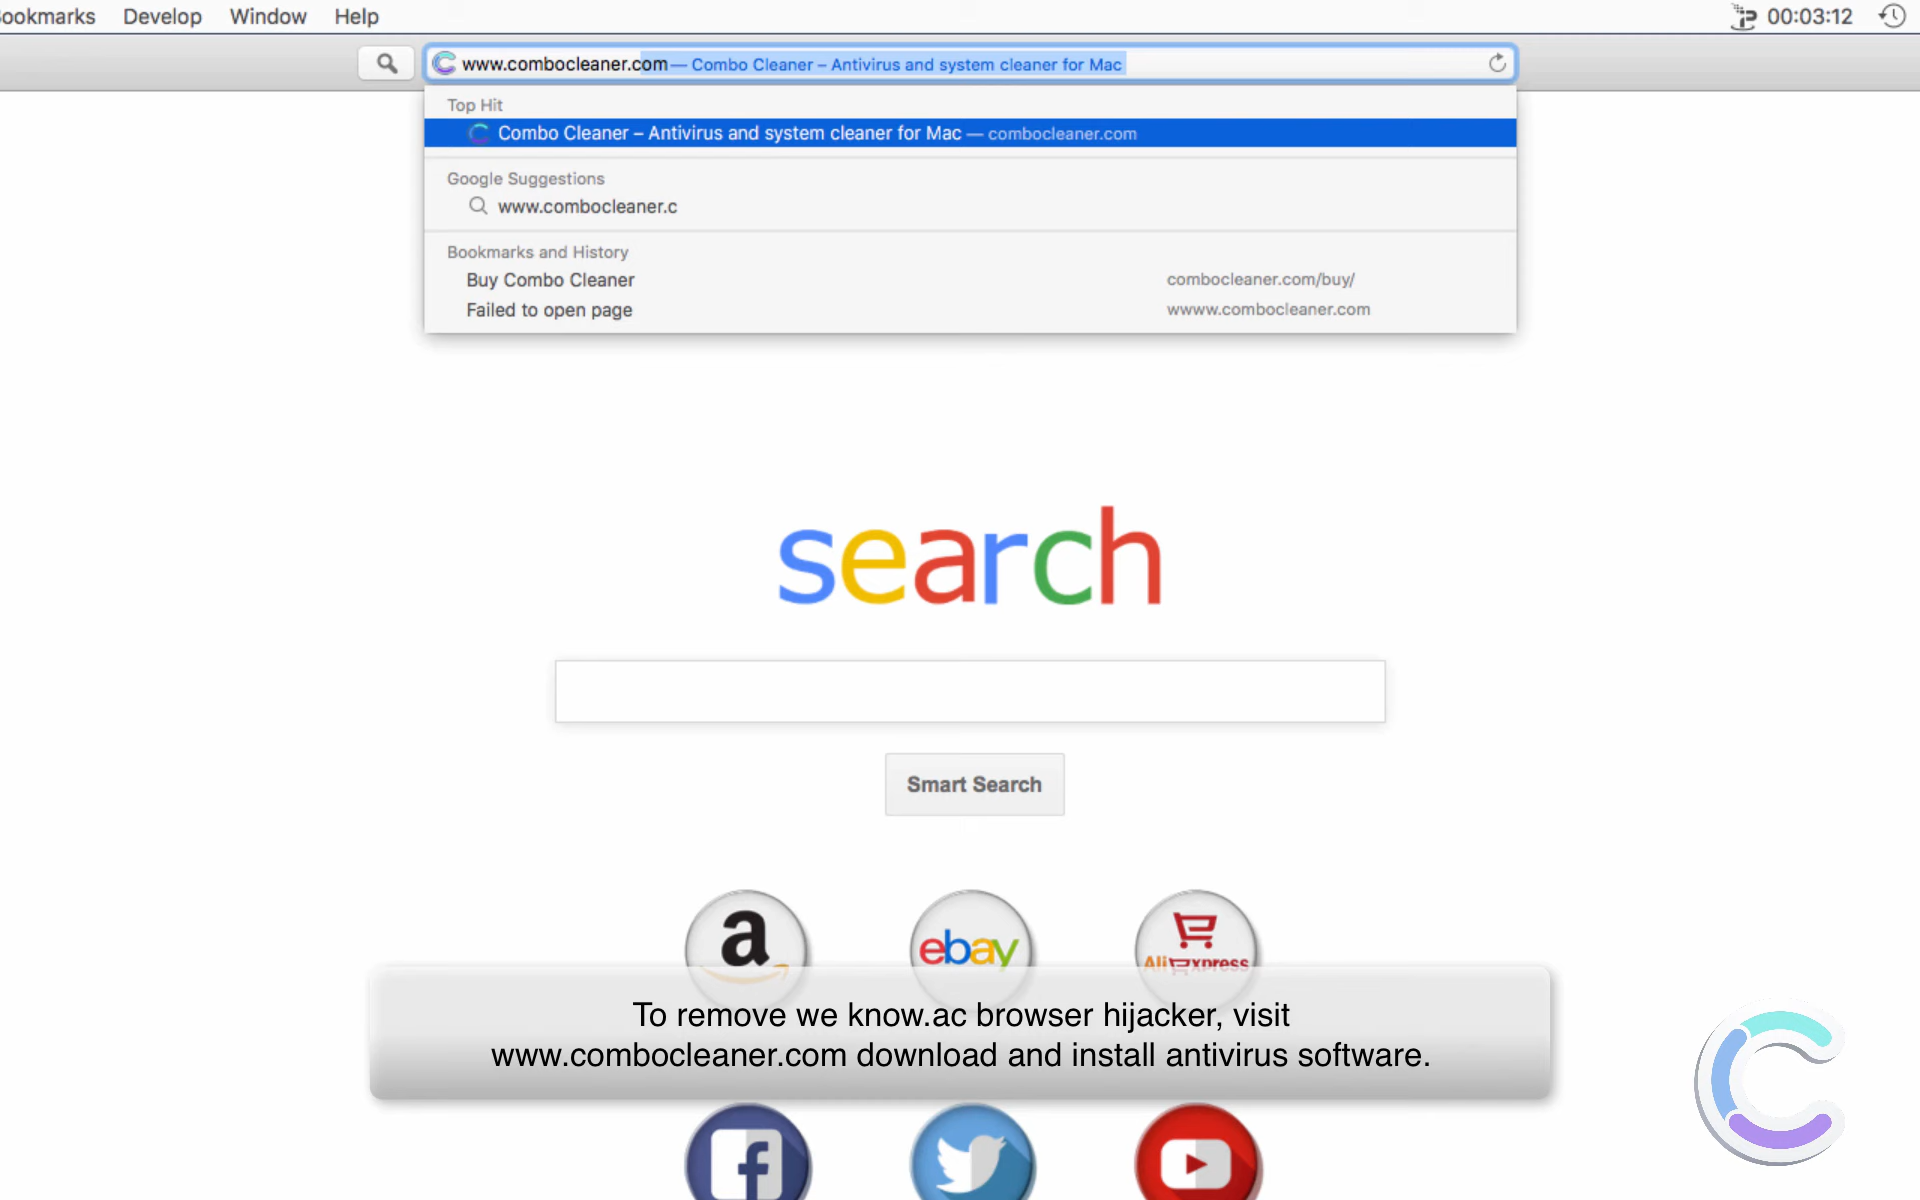 ookmarks Develop Window Help 00:03:12
www.combocleaner.com — Combo Cleaner – Antivirus and system cleaner for Mac
Top Hit
Combo Cleaner – Antivirus and system cleaner for Mac — combocleaner.com
Google Suggestions
www.combocleaner.c
Bookmarks and History
Buy Combo Cleaner combocleaner.com/buy/
Failed to open page wwww.combocleaner.com
search
Smart Search
a ebay AliExpress
To remove we know.ac browser hijacker, visit
www.combocleaner.com download and install antivirus software.
f